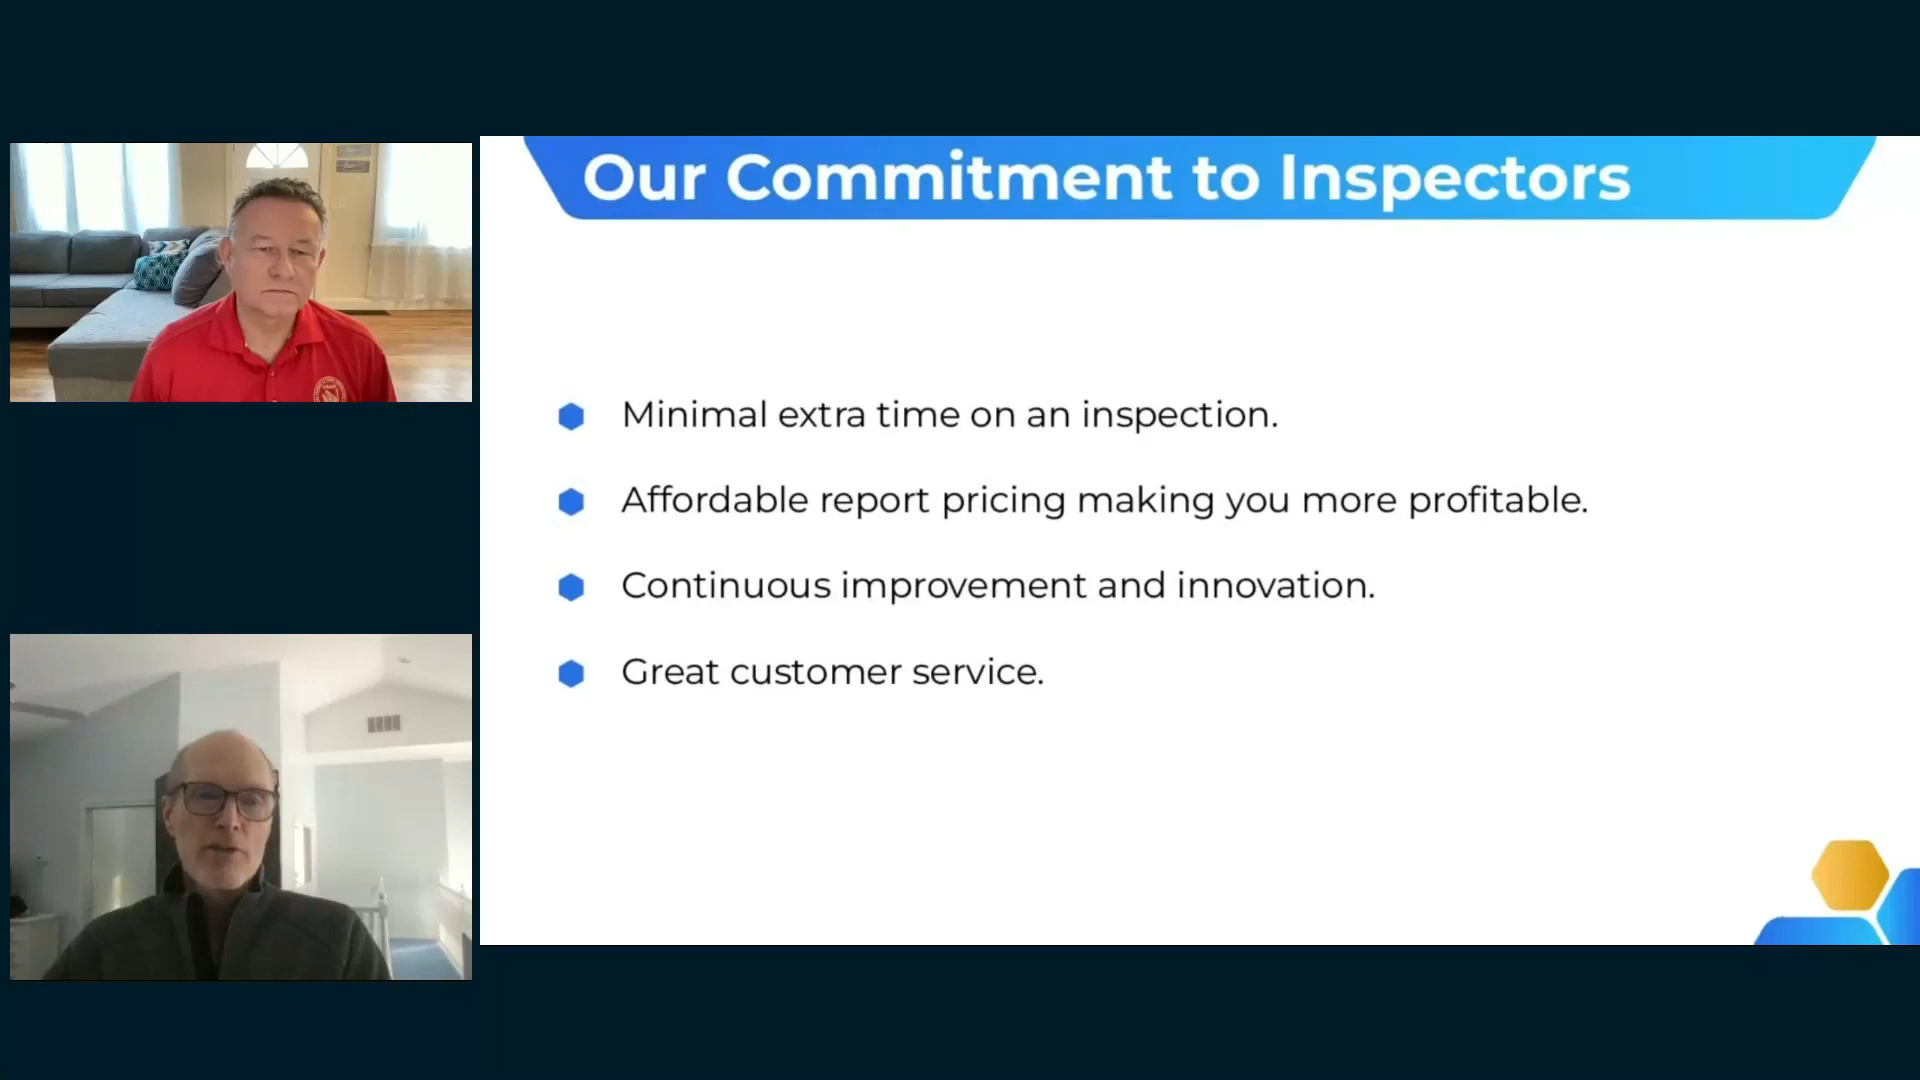 Our Commitment to Inspectors
Minimal extra time on an inspection.
Affordable report pricing making you more profitable.
Continuous improvement and innovation.
Great customer service.